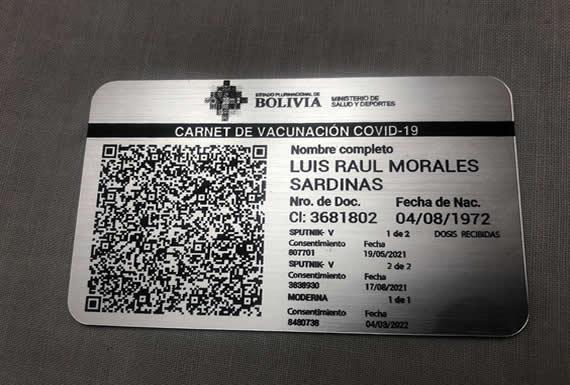 ESTADO PLURINACIONAL DE
BOLIVIA
MINISTERIO DE
SALUD Y DEPORTES
CARNET DE VACUNACIÓN COVID-19
Nombre completo
LUIS RAUL MORALES
SARDINAS
Nro. de Doc. Fecha de Nac.
CI: 3681802 04/08/1972
SPUTNIK- V 1 de 2 DOSIS RECIBIDAS
Consentimiento Fecha
807701 19/05/2021
SPUTNIK- V 2 de 2
Consentimiento Fecha
3638930 17/08/2021
MODERNA 1 de 1
Consentimiento Fecha
8480738 04/03/2022